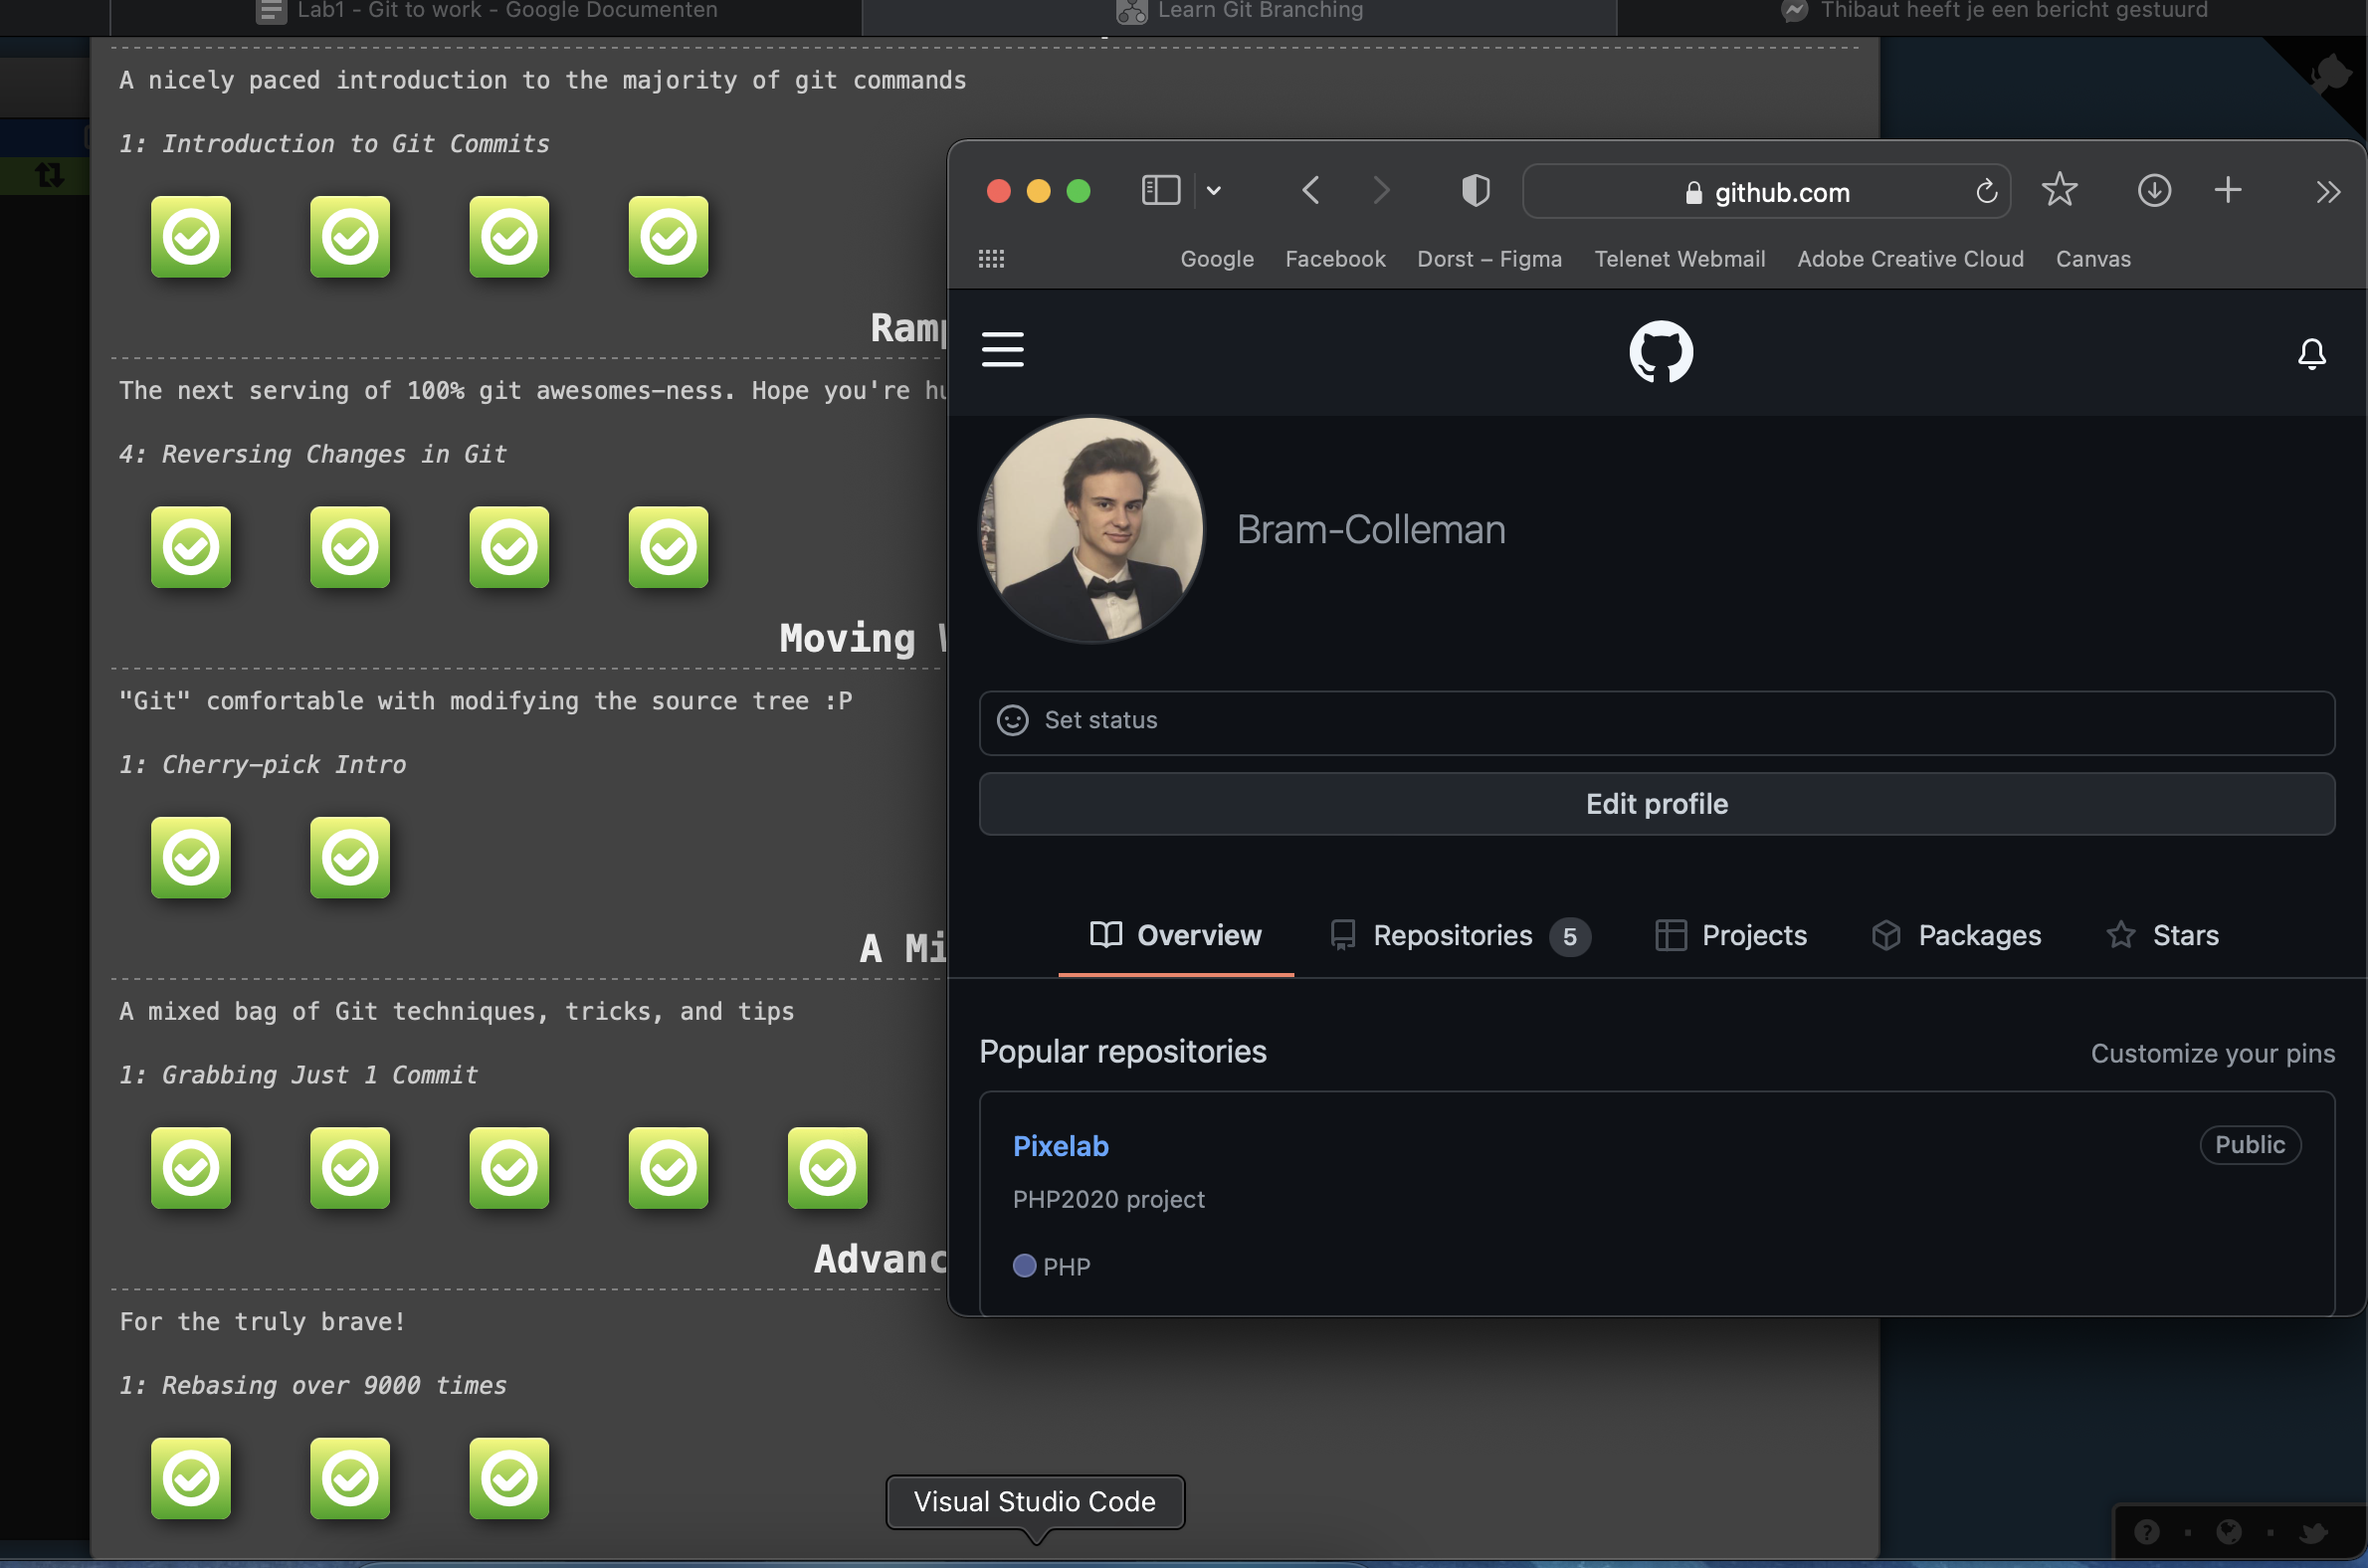 Lab1 - Git to work - Google Documenten
Learn Git Branching
Thibaut heeft je een bericht gestuurd
A nicely paced introduction to the majority of git commands
1: Introduction to Git Commits
Ramp
The next serving of 100% git awesomes-ness. Hope you're hu
4: Reversing Changes in Git
Moving W
"Git" comfortable with modifying the source tree :P
1: Cherry-pick Intro
A Mi
A mixed bag of Git techniques, tricks, and tips
1: Grabbing Just 1 Commit
Advanc
For the truly brave!
1: Rebasing over 9000 times
Visual Studio Code
github.com
Google Facebook Dorst – Figma Telenet Webmail Adobe Creative Cloud Canvas
Bram-Colleman
Set status
Edit profile
Overview Repositories 5 Projects Packages Stars
Popular repositories
Customize your pins
Pixelab
Public
PHP2020 project
PHP